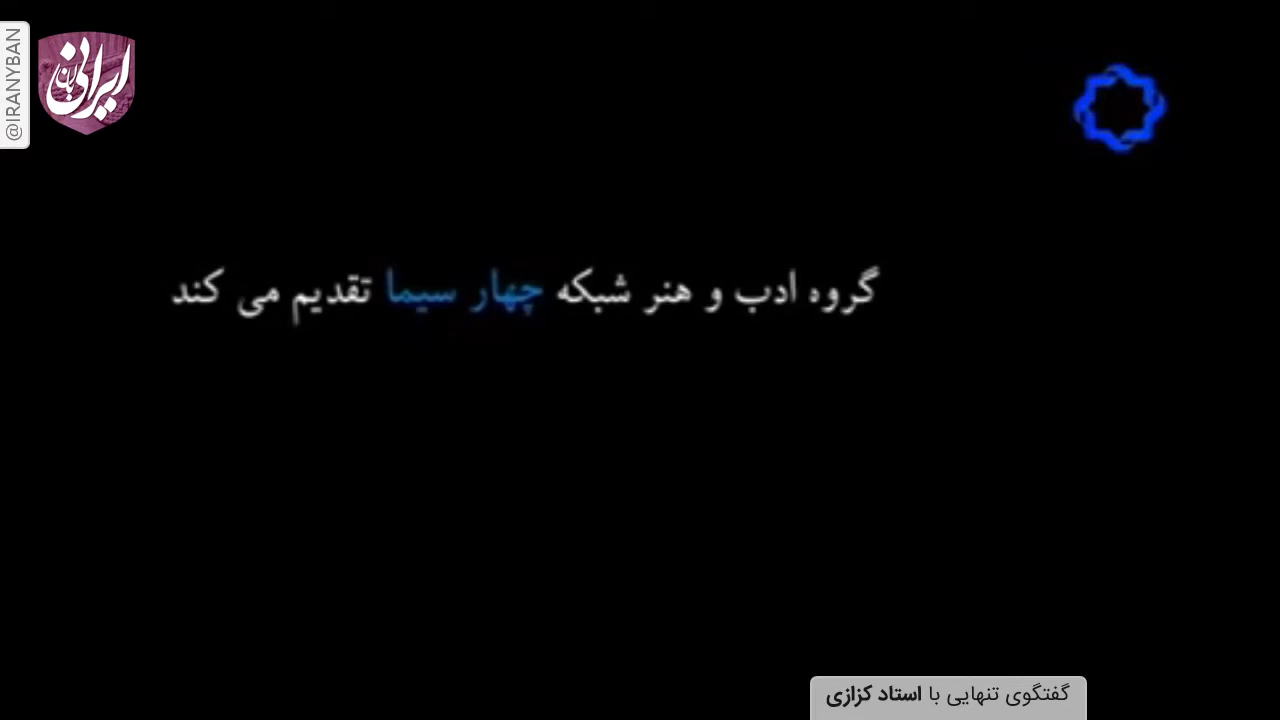 @IRANYBAN
ایرانی بان
گروه ادب و هنر شبکه چهار سیما تقدیم می کند
گفتگوی تنهایی با استاد کزازی